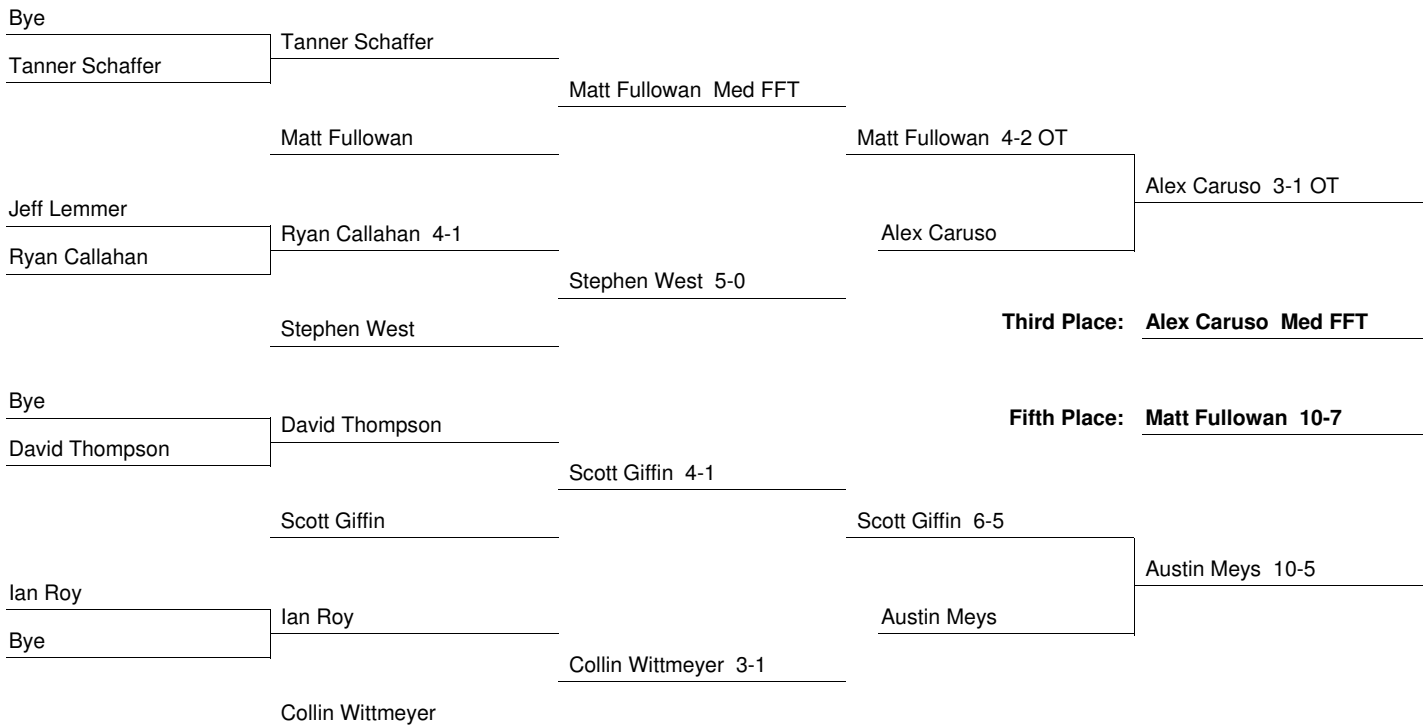 Bye
Tanner Schaffer
Tanner Schaffer
Matt Fullowan  Med FFT
Matt Fullowan
Matt Fullowan  4-2 OT
Alex Caruso  3-1 OT
Jeff Lemmer
Ryan Callahan  4-1
Alex Caruso
Ryan Callahan
Stephen West  5-0
Stephen West
Third Place: Alex Caruso  Med FFT
Bye
David Thompson
Fifth Place: Matt Fullowan  10-7
David Thompson
Scott Giffin  4-1
Scott Giffin
Scott Giffin  6-5
Austin Meys  10-5
Ian Roy
Ian Roy
Austin Meys
Bye
Collin Wittmeyer  3-1
Collin Wittmeyer